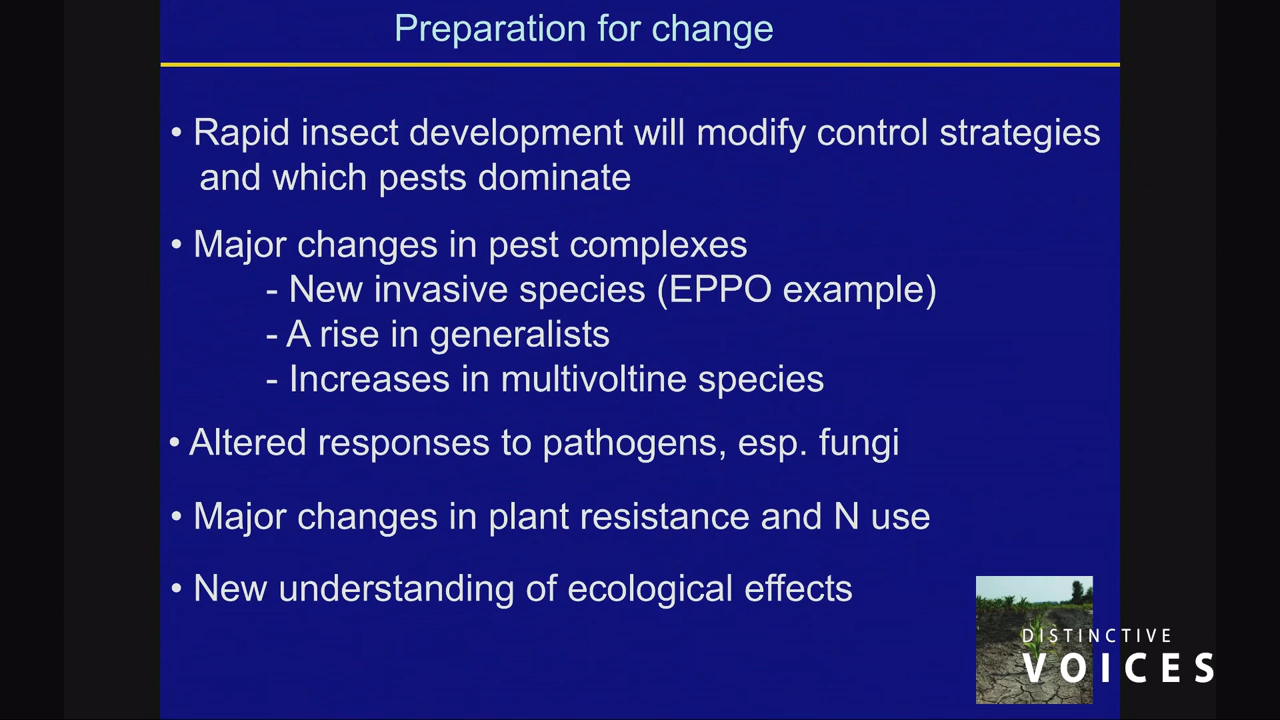 Preparation for change
• Rapid insect development will modify control strategies
and which pests dominate
• Major changes in pest complexes
- New invasive species (EPPO example)
- A rise in generalists
- Increases in multivoltine species
• Altered responses to pathogens, esp. fungi
• Major changes in plant resistance and N use
• New understanding of ecological effects
DISTINCTIVE
VOICES